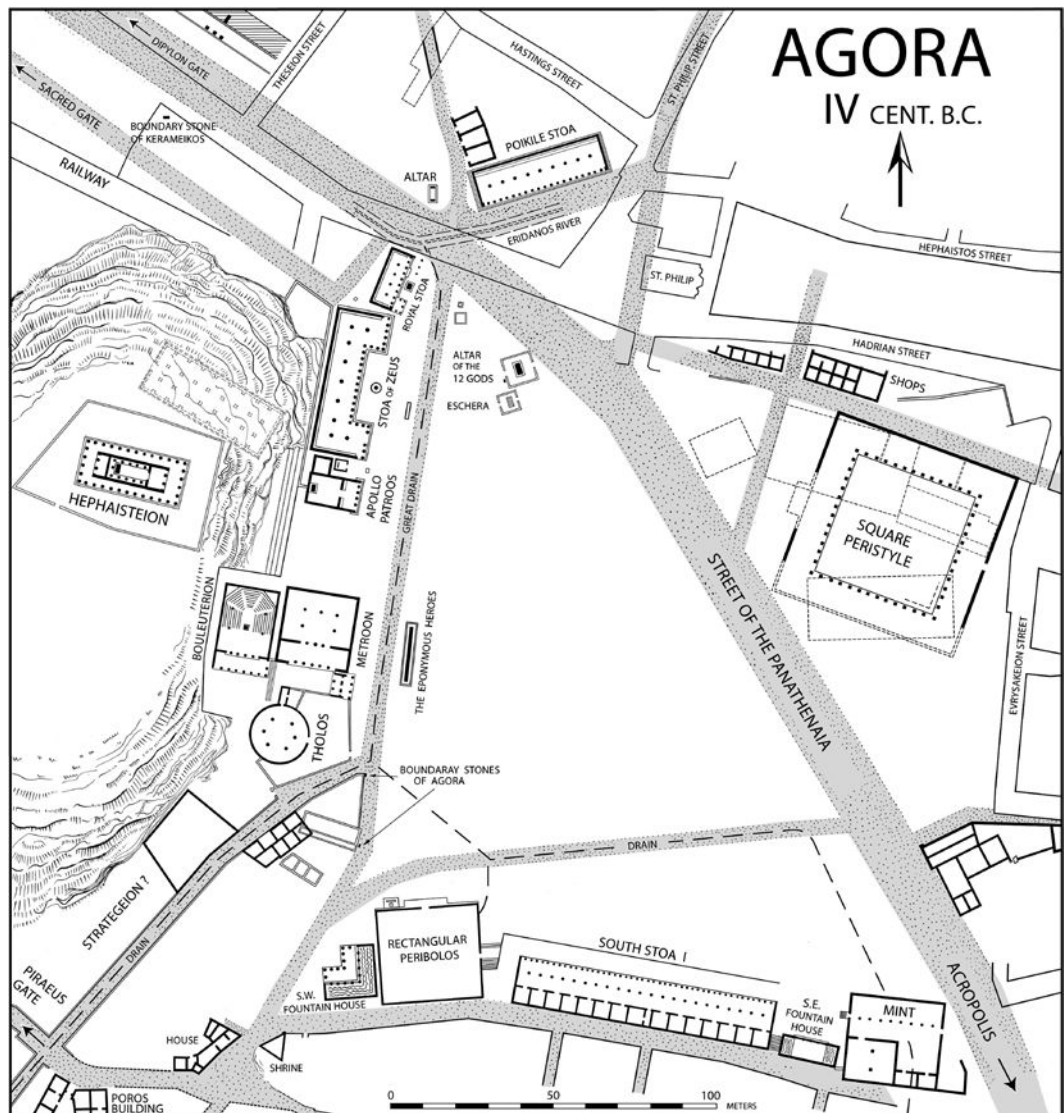 AGORA
IV CENT. B.C.
DIPYLON GATE
THESEION STREET
HASTINGS STREET
ST. PHILIP STREET
SACRED GATE
BOUNDARY STONE
OF KERAMEIKOS
RAILWAY
ALTAR
POIKILE STOA
ERIDANOS RIVER
HEPHAISTOS STREET
ST. PHILIP
ROYAL STOA
STOA OF ZEUS
ALTAR
OF THE
12 GODS
ESCHERA
HADRIAN STREET
SHOPS
HEPHAISTEION
APOLLO
PATROOS
GREAT DRAIN
SQUARE
PERISTYLE
STREET OF THE PANATHENAIA
BOULEUTERION
METROON
THE EPONYMOUS HEROES
EVRYSAKEION STREET
THOLOS
BOUNDARAY STONES
OF AGORA
DRAIN
STRATEGEION ?
DRAIN
RECTANGULAR
PERIBOLOS
SOUTH STOA I
S.W.
FOUNTAIN HOUSE
S.E.
FOUNTAIN
HOUSE
MINT
ACROPOLIS
PIRAEUS
GATE
HOUSE
SHRINE
POROS
BUILDING
0 50 100
METERS